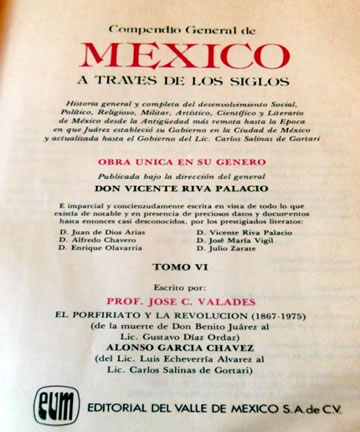 Compendio General de
MEXICO
A TRAVES DE LOS SIGLOS
Historia general y completa del desenvolvimiento Social,
Político, Religioso, Militar, Artístico, Científico y Literario
de México desde la Antigüedad más remota hasta la Epoca
en que Juárez estableció su Gobierno en la Ciudad de México
y actualizada hasta el Gobierno del Lic. Carlos Salinas de Gortari
OBRA UNICA EN SU GENERO
Publicada bajo la dirección del general
DON VICENTE RIVA PALACIO
E imparcial y concienzudamente escrita en vista de todo lo que
existía de notable y en presencia de preciosos datos y documentos
hasta entonces casi desconocidos, por los prestigiados literatos:
D. Juan de Dios Arias D. Vicente Riva Palacio
D. Alfredo Chavero D. José María Vigil
D. Enrique Olavarria D. Julio Zarate
TOMO VI
Escrito por:
PROF. JOSE C. VALADES
EL PORFIRIATO Y LA REVOLUCION (1867-1975)
(de la muerte de Don Benito Juárez al
Lic. Gustavo Díaz Ordaz)
ALONSO GARCIA CHAVEZ
(del Lic. Luis Echeverría Alvarez al
Lic. Carlos Salinas de Gortari)
eum EDITORIAL DEL VALLE DE MEXICO S.A. de C.V.